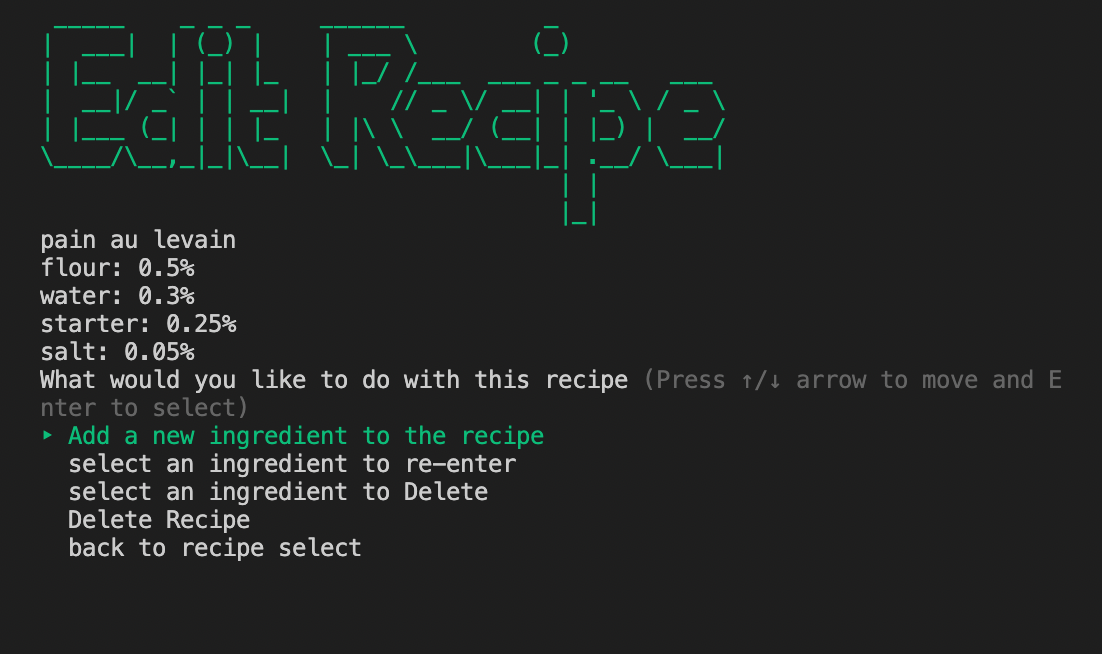 Edit Recipe
pain au levain
flour: 0.5%
water: 0.3%
starter: 0.25%
salt: 0.05%
What would you like to do with this recipe (Press ↑/↓ arrow to move and E
nter to select)
‣ Add a new ingredient to the recipe
select an ingredient to re-enter
select an ingredient to Delete
Delete Recipe
back to recipe select